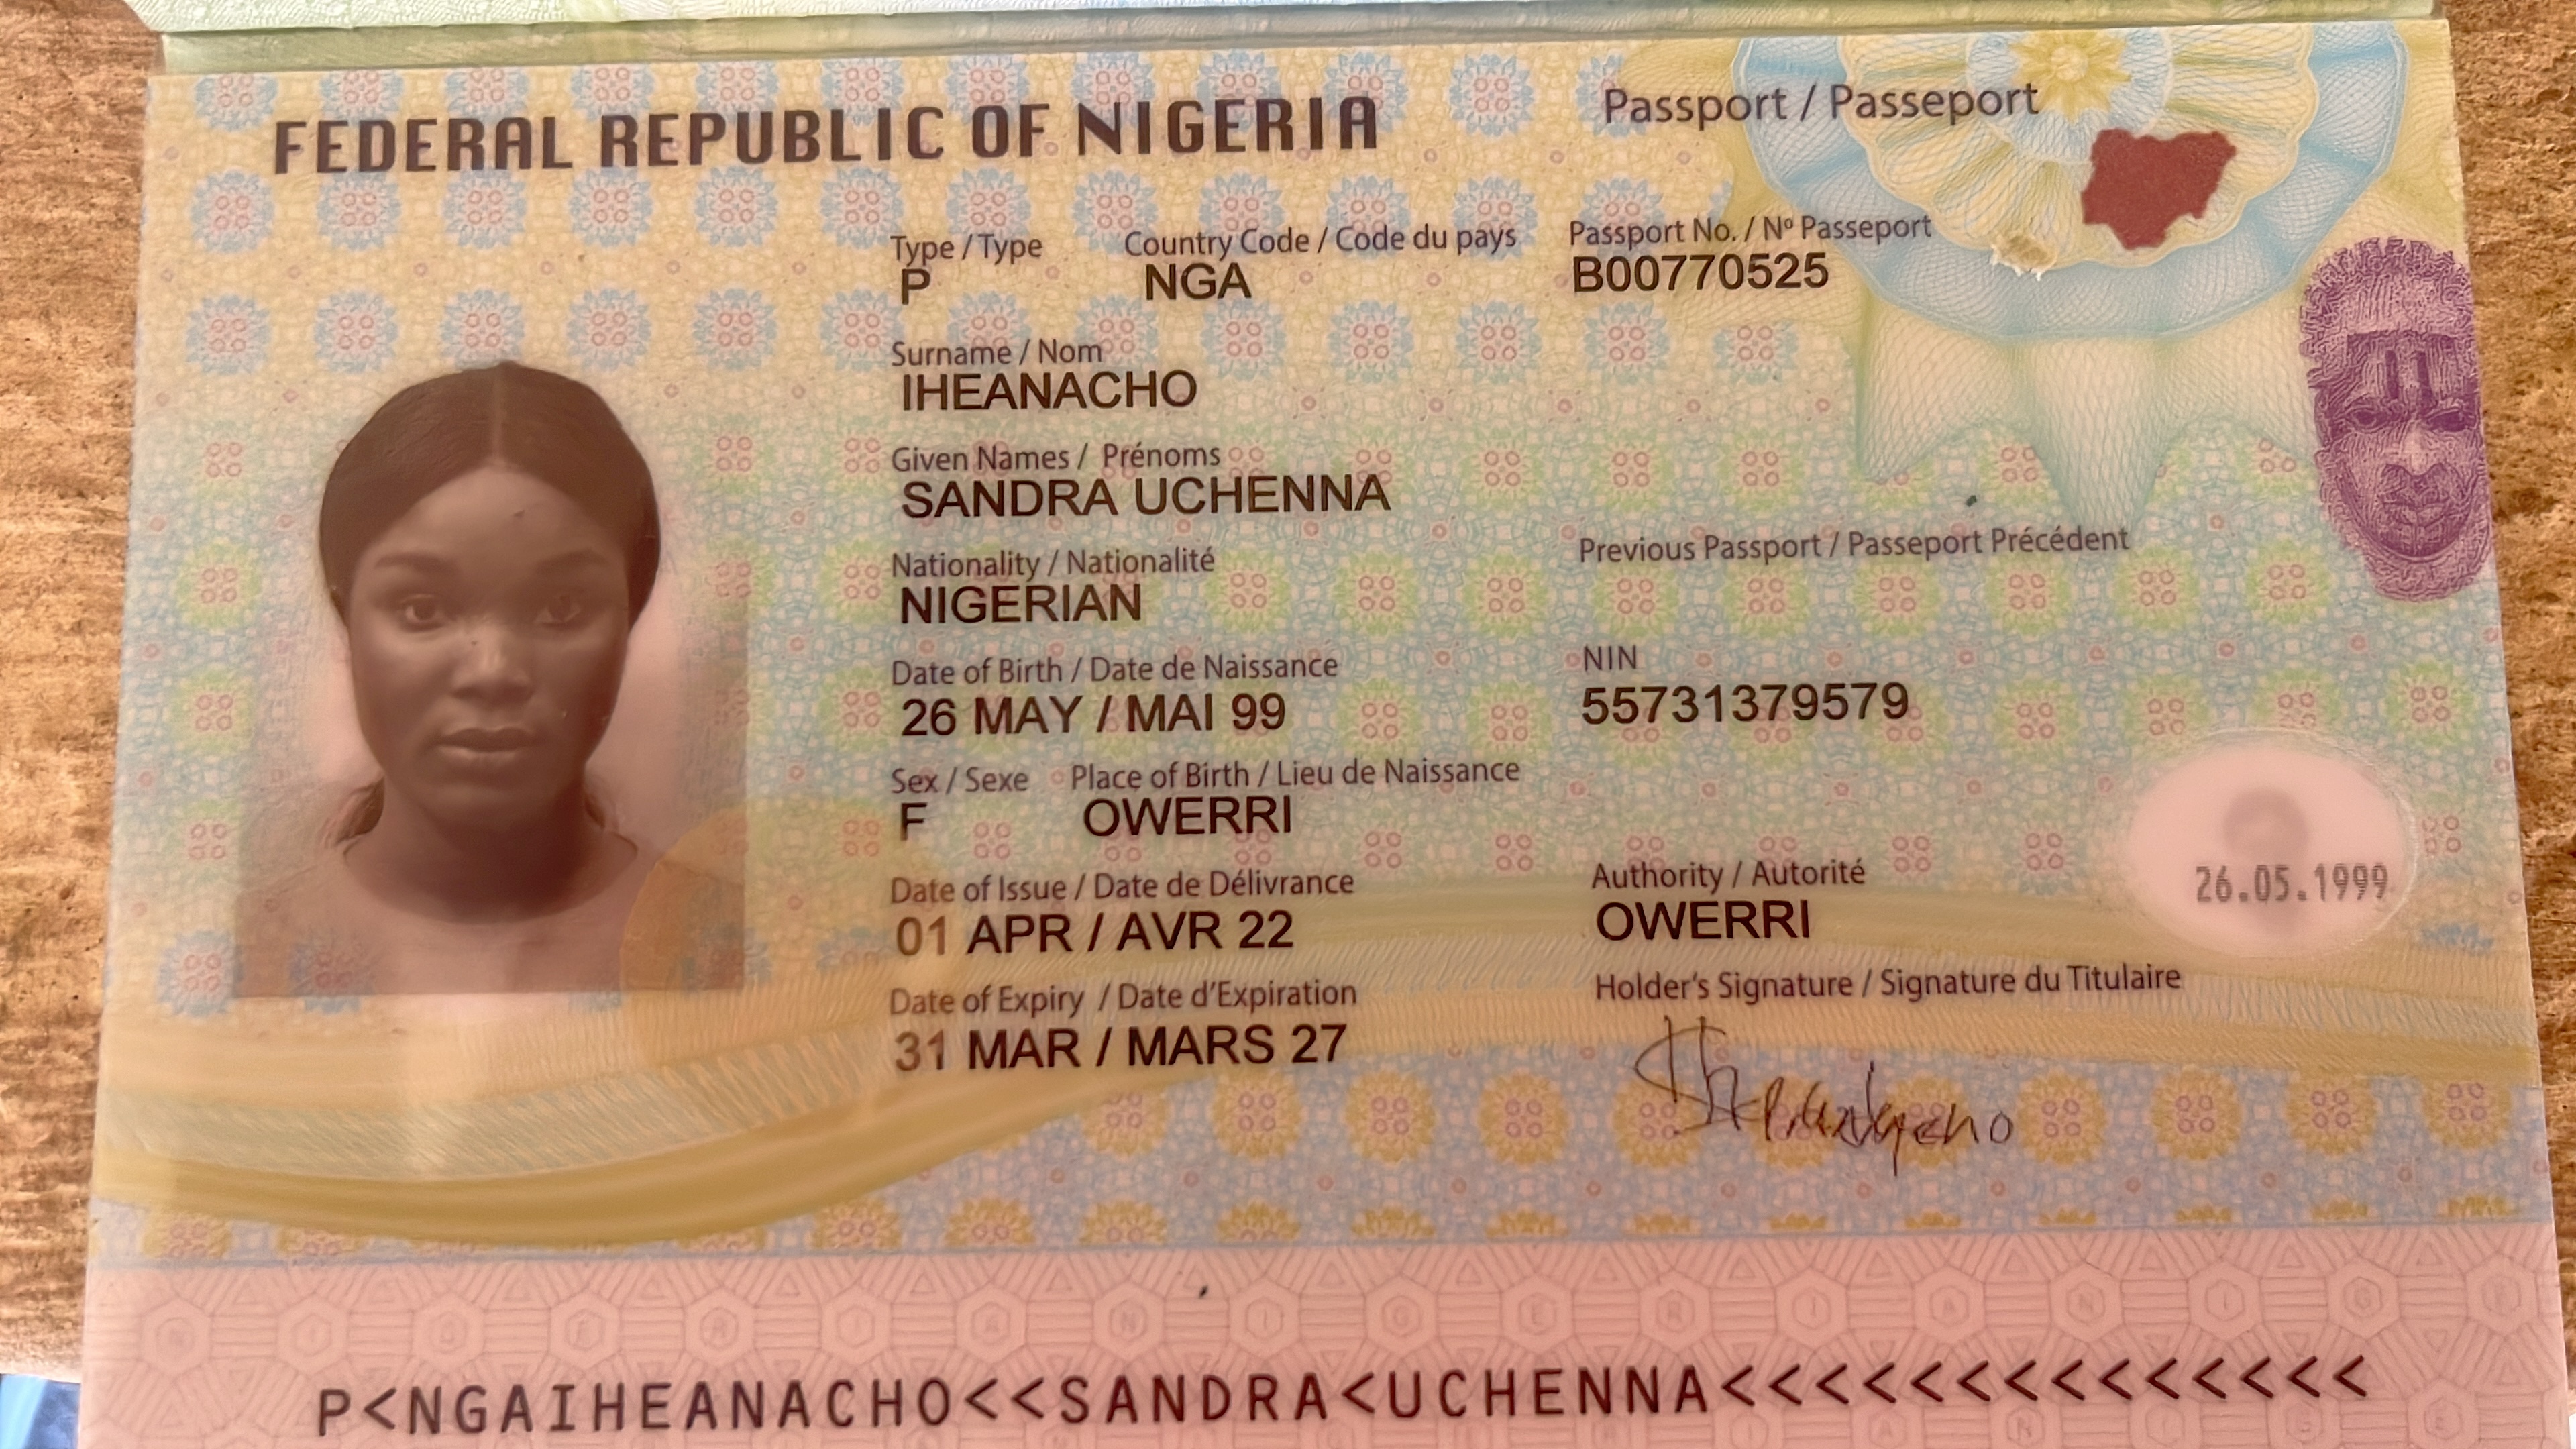 FEDERAL REPUBLIC OF NIGERIA
Passport / Passeport
Type / Type
P
Country Code / Code du pays
NGA
Passport No. / Nº Passeport
B00770525
Surname / Nom
IHEANACHO
Given Names / Prénoms
SANDRA UCHENNA
Nationality / Nationalité
NIGERIAN
Previous Passport / Passeport Précédent
Date of Birth / Date de Naissance
26 MAY / MAI 99
NIN
55731379579
Sex / Sexe
F
Place of Birth / Lieu de Naissance
OWERRI
Date of Issue / Date de Délivrance
01 APR / AVR 22
Authority / Autorité
OWERRI
26.05.1999
Date of Expiry / Date d'Expiration
31 MAR / MARS 27
Holder's Signature / Signature du Titulaire
P<NGAIHEANACHO<<SANDRA<UCHENNA<<<<<<<<<<<<<<